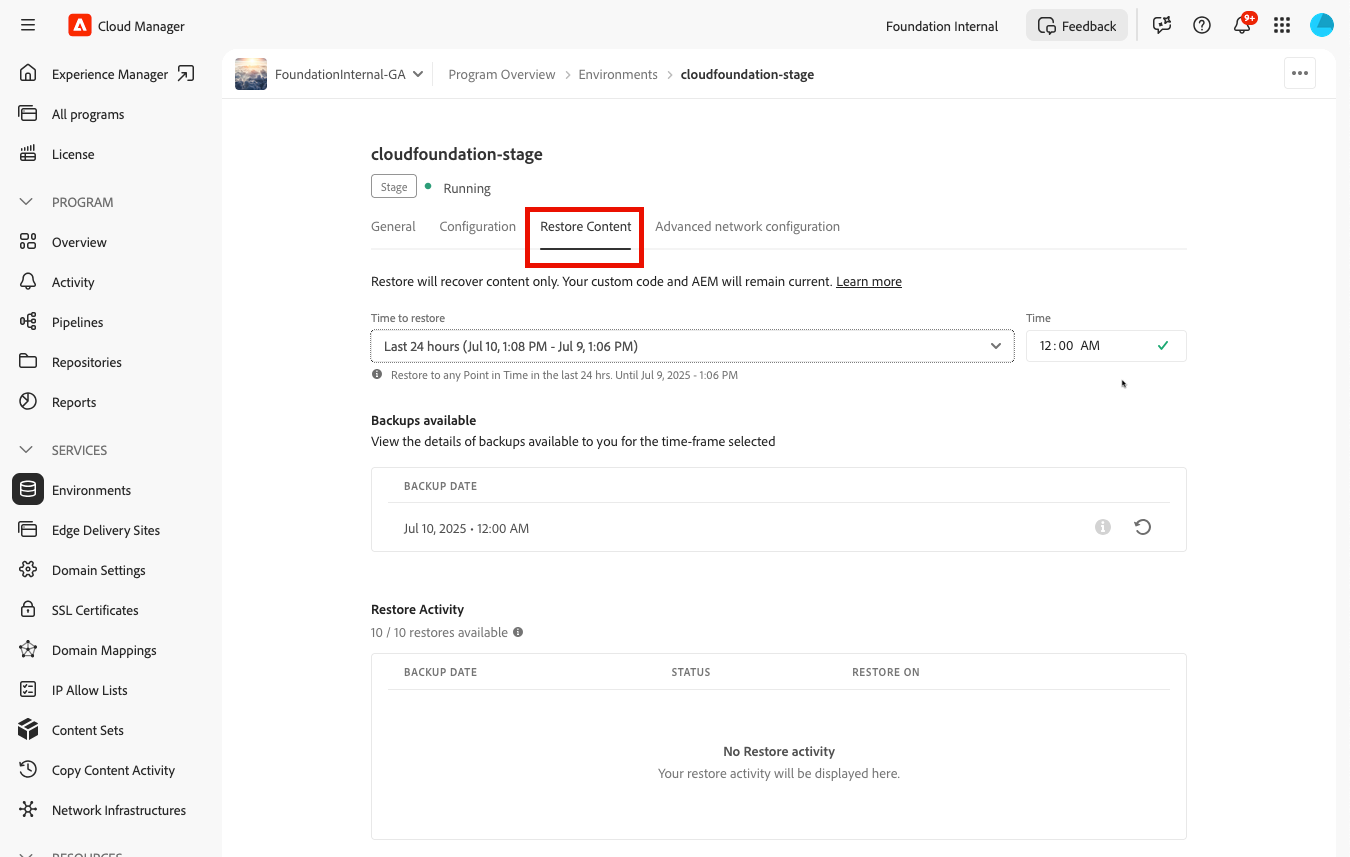 Cloud Manager
Foundation Internal
Feedback
9+
Experience Manager
All programs
License
PROGRAM
Overview
Activity
Pipelines
Repositories
Reports
SERVICES
Environments
Edge Delivery Sites
Domain Settings
SSL Certificates
Domain Mappings
IP Allow Lists
Content Sets
Copy Content Activity
Network Infrastructures
RESOURCES
FoundationInternal-GA
Program Overview > Environments > cloudfoundation-stage
cloudfoundation-stage
Stage
Running
General
Configuration
Restore Content
Advanced network configuration
Restore will recover content only. Your custom code and AEM will remain current. Learn more
Time to restore
Time
Last 24 hours (Jul 10, 1:08 PM - Jul 9, 1:06 PM)
12:00 AM
Restore to any Point in Time in the last 24 hrs. Until Jul 9, 2025 - 1:06 PM
Backups available
View the details of backups available to you for the time-frame selected
BACKUP DATE
Jul 10, 2025 • 12:00 AM
Restore Activity
10 / 10 restores available
BACKUP DATE
STATUS
RESTORE ON
No Restore activity
Your restore activity will be displayed here.